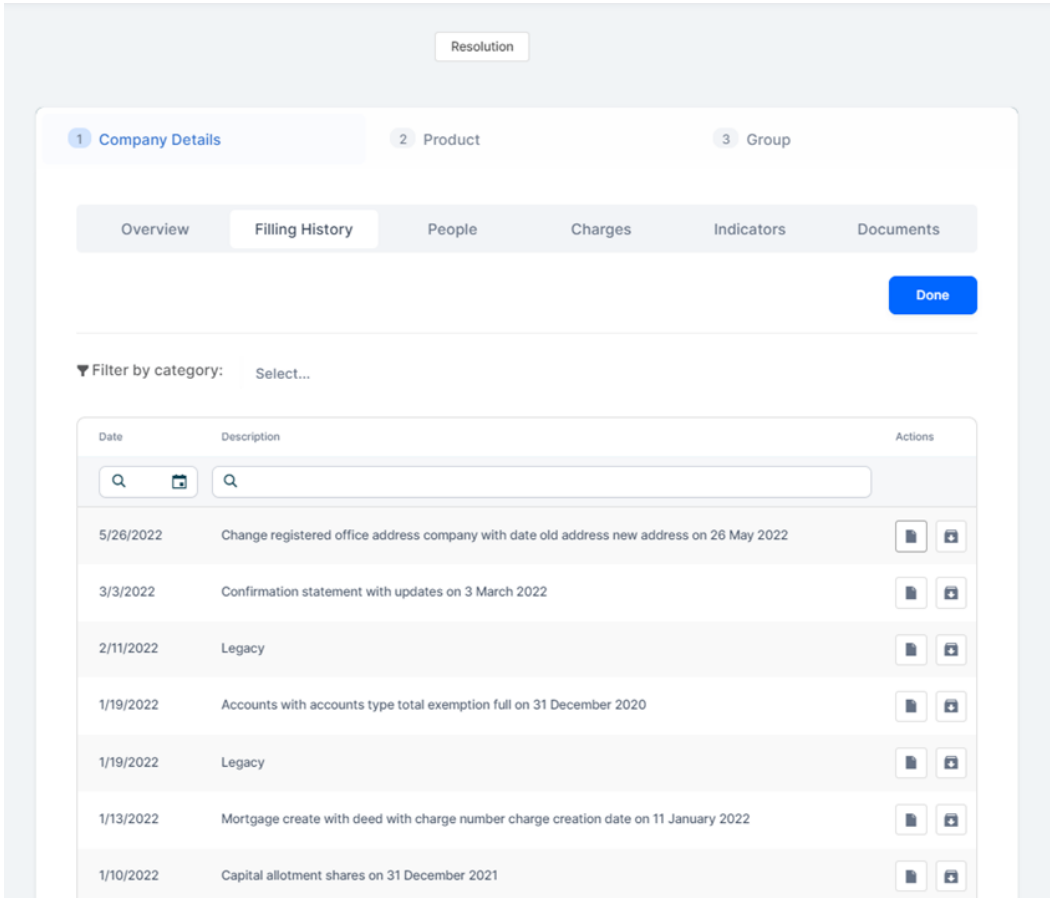 Resolution
1 Company Details 2 Product 3 Group
Overview Filling History People Charges Indicators Documents
Done
Filter by category: Select...
Date Description Actions
5/26/2022 Change registered office address company with date old address new address on 26 May 2022
3/3/2022 Confirmation statement with updates on 3 March 2022
2/11/2022 Legacy
1/19/2022 Accounts with accounts type total exemption full on 31 December 2020
1/19/2022 Legacy
1/13/2022 Mortgage create with deed with charge number charge creation date on 11 January 2022
1/10/2022 Capital allotment shares on 31 December 2021